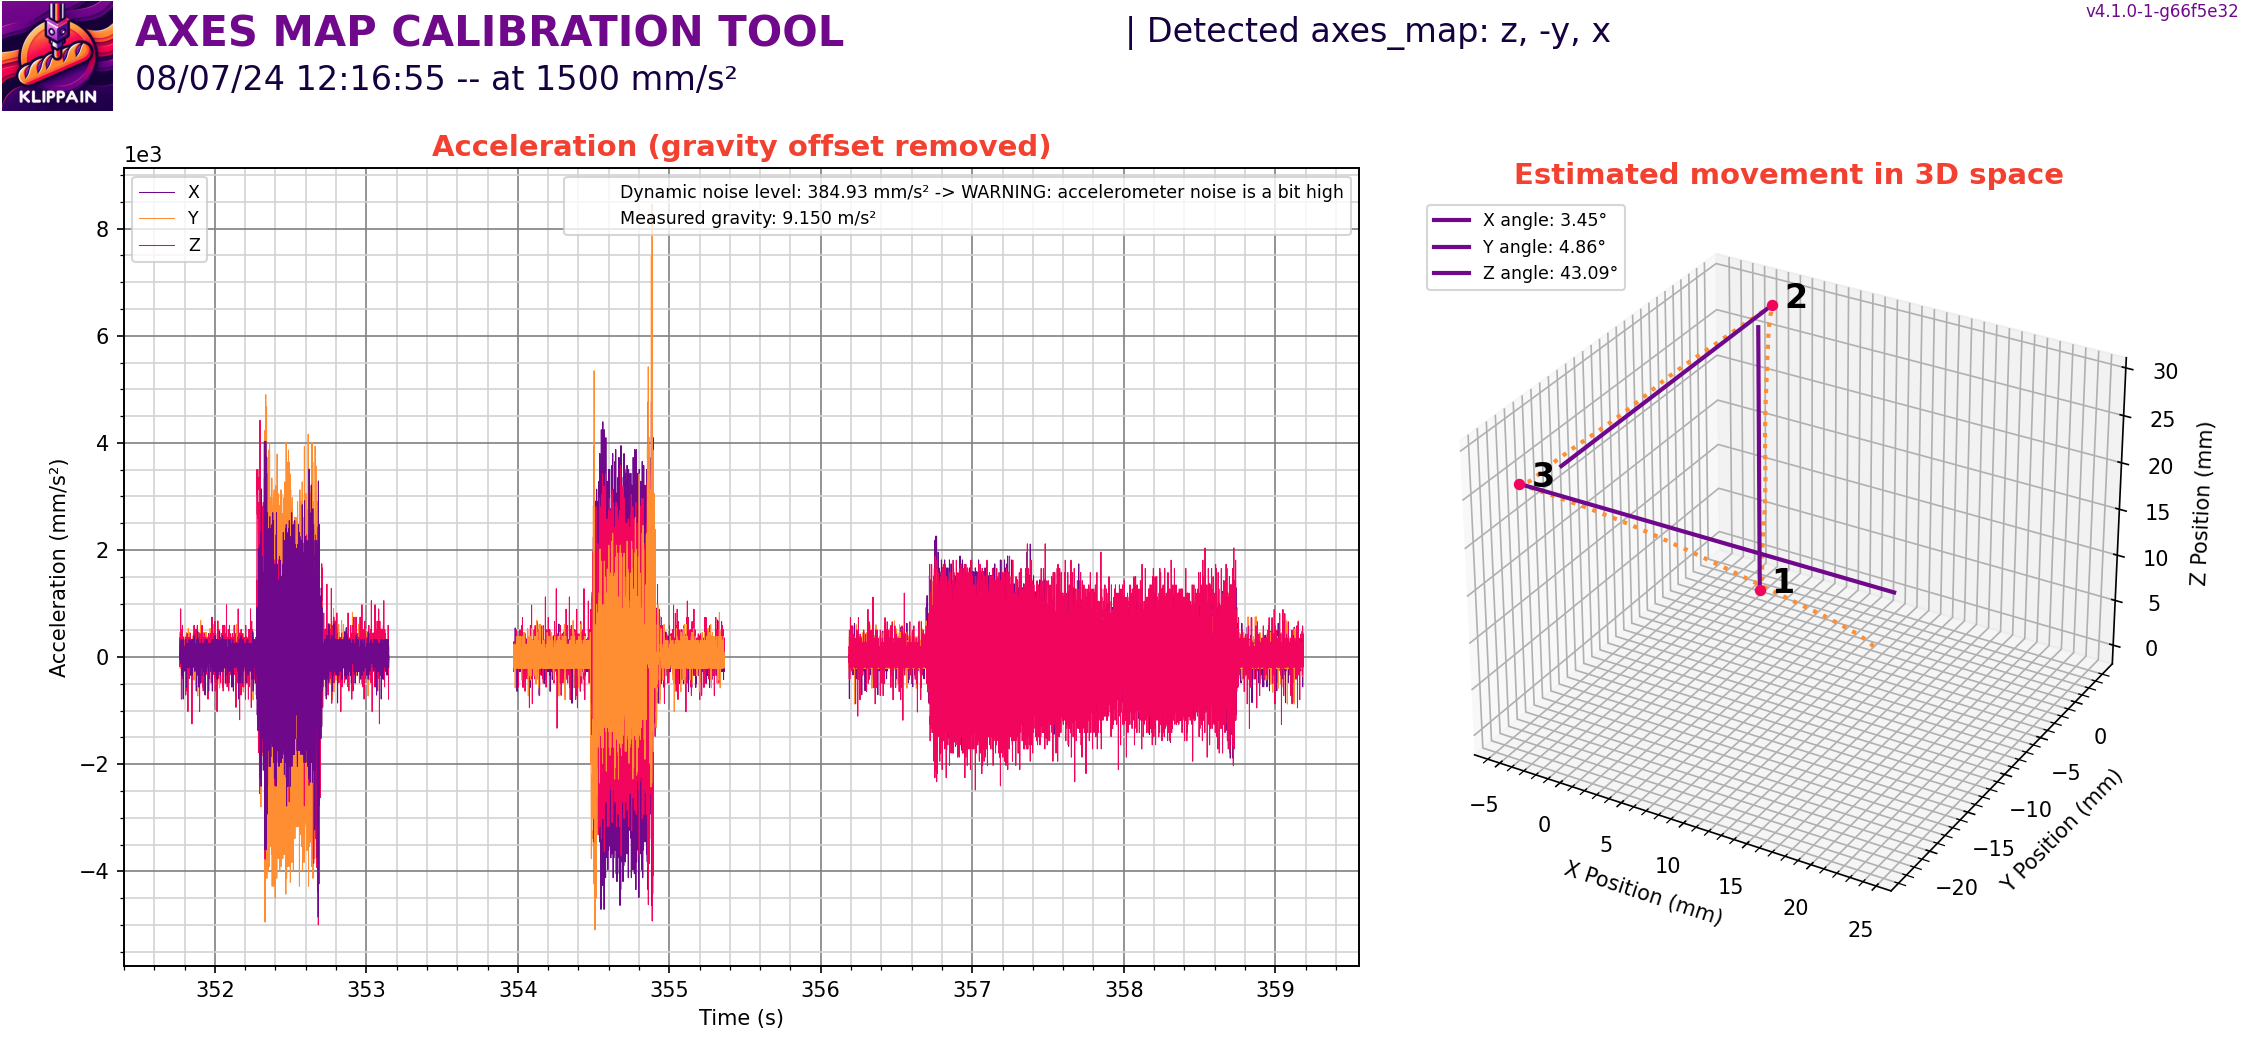 KLIPPAIN
AXES MAP CALIBRATION TOOL
| Detected axes_map: z, -y, x
v4.1.0-1-g66f5e32
08/07/24 12:16:55 -- at 1500 mm/s²
Acceleration (gravity offset removed)
1e3
X
Y
Z
Dynamic noise level: 384.93 mm/s² -> WARNING: accelerometer noise is a bit high
Measured gravity: 9.150 m/s²
8
6
4
2
0
−2
−4
Acceleration (mm/s²)
352
353
354
355
356
357
358
359
Time (s)
Estimated movement in 3D space
X angle: 3.45°
Y angle: 4.86°
Z angle: 43.09°
2
3
1
30
25
20
15
10
5
0
Z Position (mm)
0
−5
−10
−15
−20
Y Position (mm)
−5
0
5
10
15
20
25
X Position (mm)